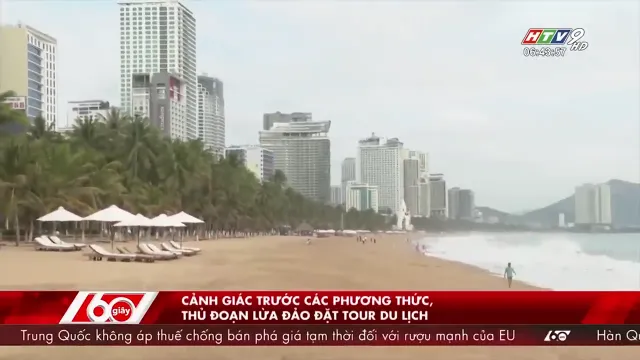 HTV9 HD
06:43:57
60 giây
CẢNH GIÁC TRƯỚC CÁC PHƯƠNG THỨC,
THỦ ĐOẠN LỪA ĐẢO ĐẶT TOUR DU LỊCH
Trung Quốc không áp thuế chống bán phá giá tạm thời đối với rượu mạnh của EU
60